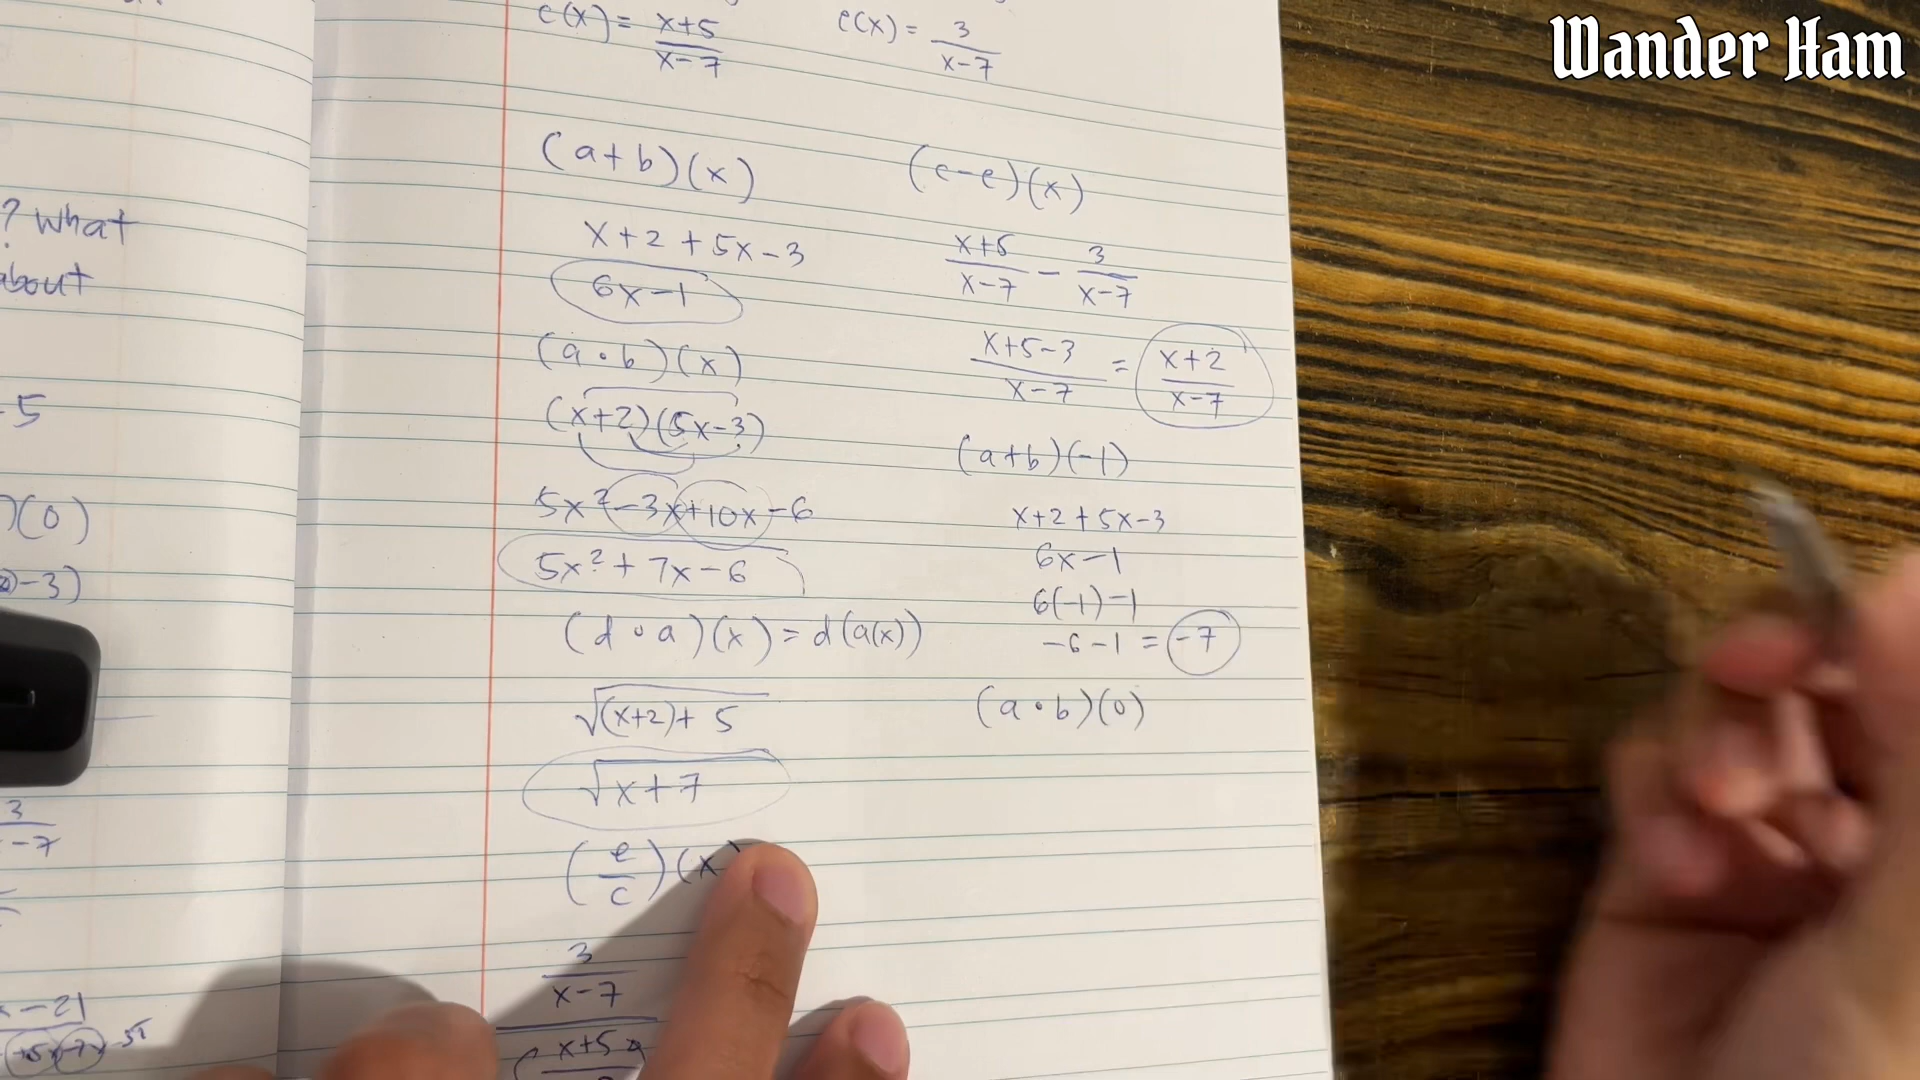 Wander Ham
c(x) = x+5 / x-7
e(x) = 3 / x-7
(a+b)(x)
x+2+5x-3
6x-1
(a•b)(x)
(x+2)(5x-3)
5x²-3x+10x-6
5x²+7x-6
(d∘a)(x) = d(a(x))
√(x+2)+5
√x+7
(e/c)(x)
3
x-7
x+5
(c-e)(x)
x+5 / x-7 - 3 / x-7
x+5-3 / x-7 = x+2 / x-7
(a+b)(-1)
x+2+5x-3
6x-1
6(-1)-1
-6-1 = -7
(a•b)(0)
? What
about
-5
)(0)
-3)
3
-7
-21